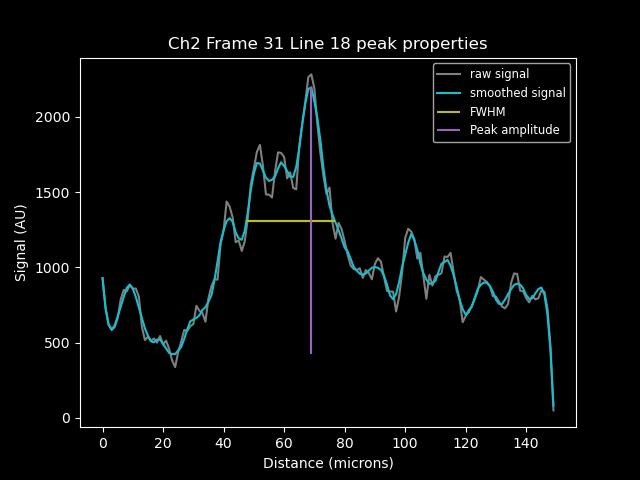 Ch2 Frame 31 Line 18 peak properties
raw signal
smoothed signal
FWHM
Peak amplitude
Signal (AU)
2000
1500
1000
500
0
0 20 40 60 80 100 120 140
Distance (microns)